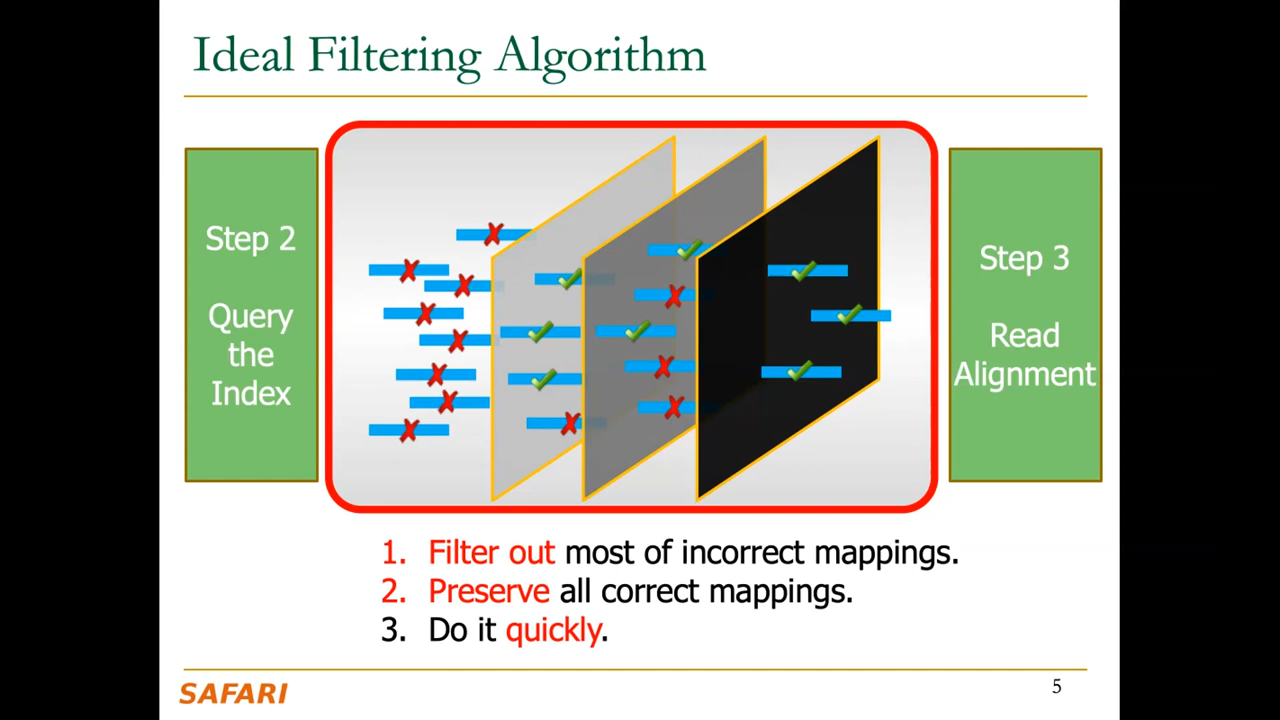 Ideal Filtering Algorithm
Step 2
Query
the
Index
Step 3
Read
Alignment
1. Filter out most of incorrect mappings.
2. Preserve all correct mappings.
3. Do it quickly.
SAFARI
5